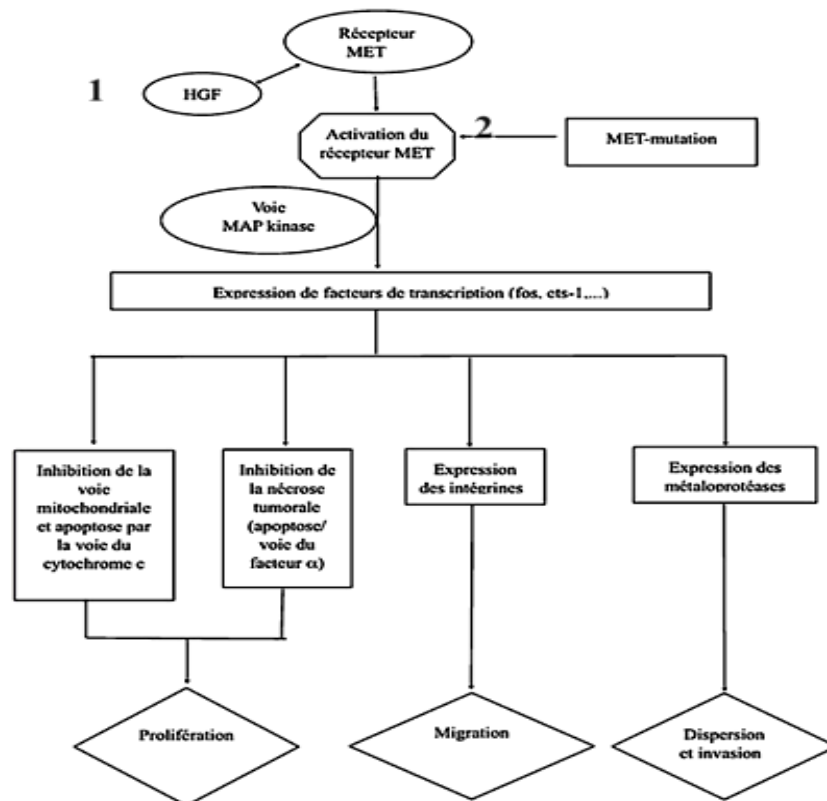 Récepteur
MET
1
HGF
Activation du
récepteur MET
2
MET-mutation
Voie
MAP kinase
Expression de facteurs de transcription (fos, ets-1,...)
Inhibition de la
voie
mitochondriale
et apoptose par
la voie du
cytochrome c
Inhibition de
la nécrose
tumorale
(apoptose/
voie du
facteur α)
Expression
des intégrines
Expression des
métaloprotéases
Prolifération
Migration
Dispersion
et invasion